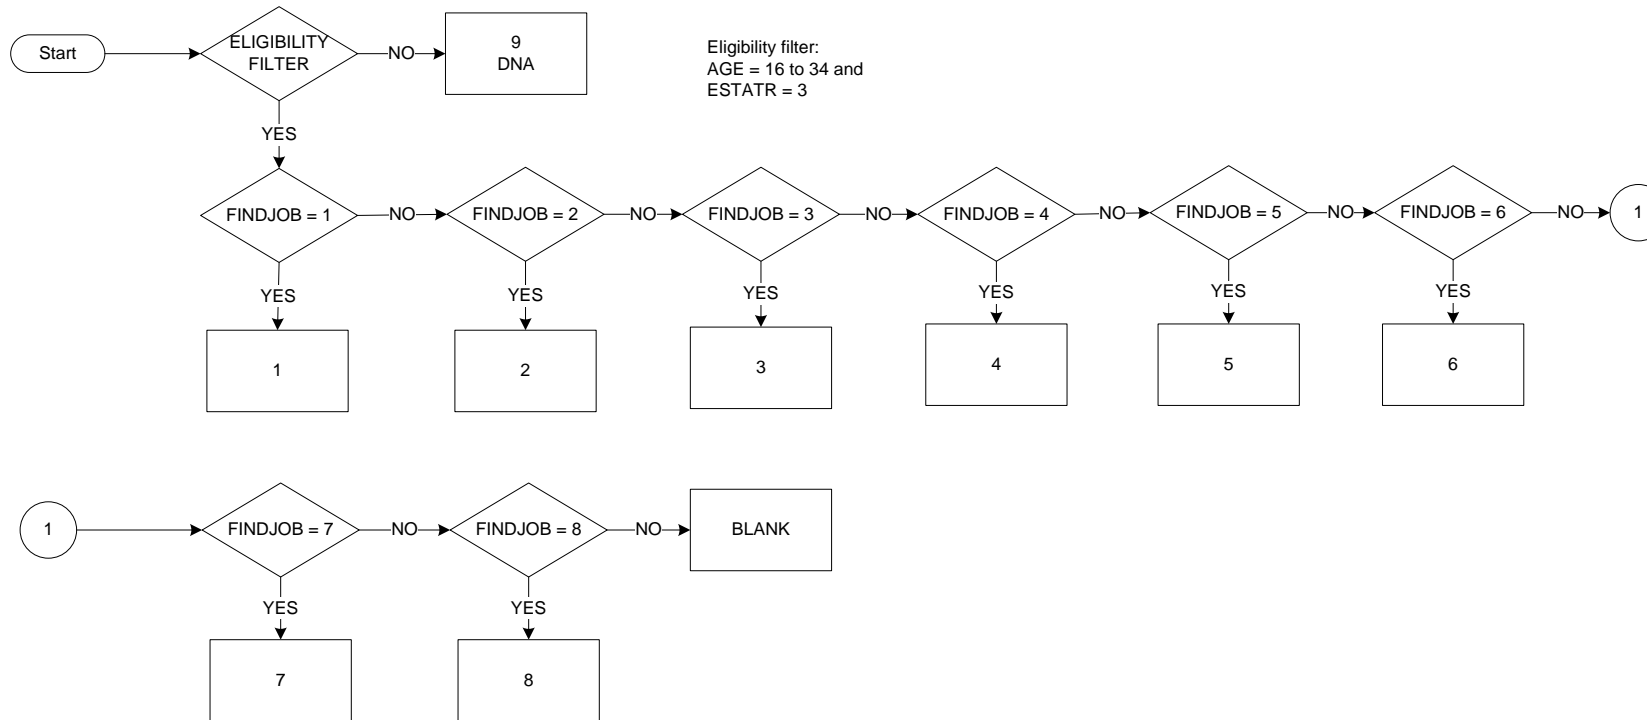 Start
ELIGIBILITY
FILTER
NO
9
DNA
Eligibility filter:
AGE = 16 to 34 and
ESTATR = 3
YES
FINDJOB = 1
NO
FINDJOB = 2
NO
FINDJOB = 3
NO
FINDJOB = 4
NO
FINDJOB = 5
NO
FINDJOB = 6
NO
1
YES
YES
YES
YES
YES
YES
1
2
3
4
5
6
1
FINDJOB = 7
NO
FINDJOB = 8
NO
BLANK
YES
YES
7
8